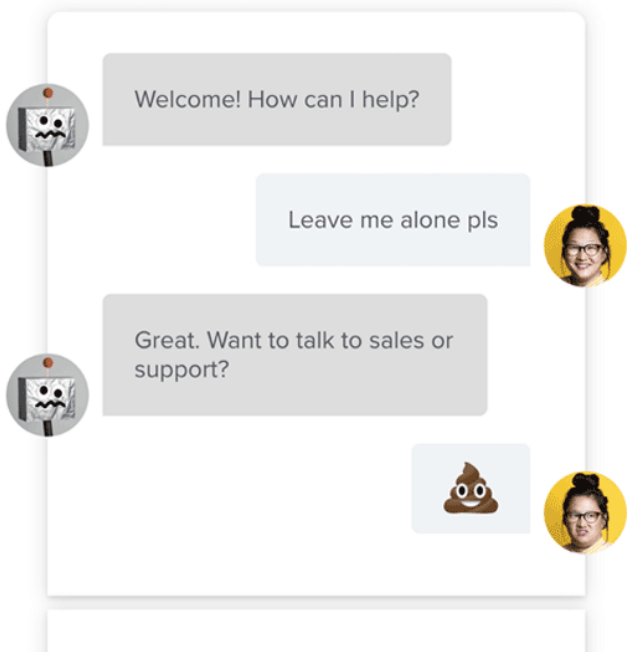 Welcome! How can I help?
Leave me alone pls
Great. Want to talk to sales or
support?